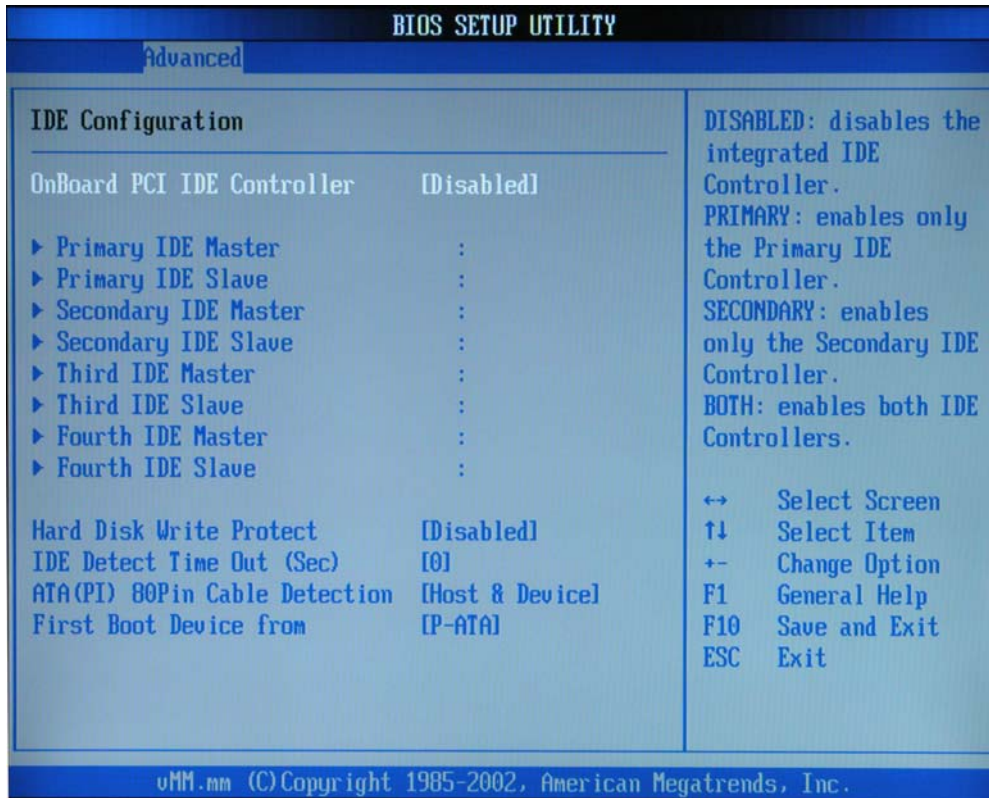 BIOS SETUP UTILITY
Advanced
IDE Configuration
OnBoard PCI IDE Controller [Disabled]
▶ Primary IDE Master :
▶ Primary IDE Slave :
▶ Secondary IDE Master :
▶ Secondary IDE Slave :
▶ Third IDE Master :
▶ Third IDE Slave :
▶ Fourth IDE Master :
▶ Fourth IDE Slave :
Hard Disk Write Protect [Disabled]
IDE Detect Time Out (Sec) [0]
ATA(PI) 80Pin Cable Detection [Host & Device]
First Boot Device from [P-ATA]
DISABLED: disables the
integrated IDE
Controller.
PRIMARY: enables only
the Primary IDE
Controller.
SECONDARY: enables
only the Secondary IDE
Controller.
BOTH: enables both IDE
Controllers.
↔ Select Screen
↑↓ Select Item
+- Change Option
F1 General Help
F10 Save and Exit
ESC Exit
vMM.mm (C)Copyright 1985-2002, American Megatrends, Inc.